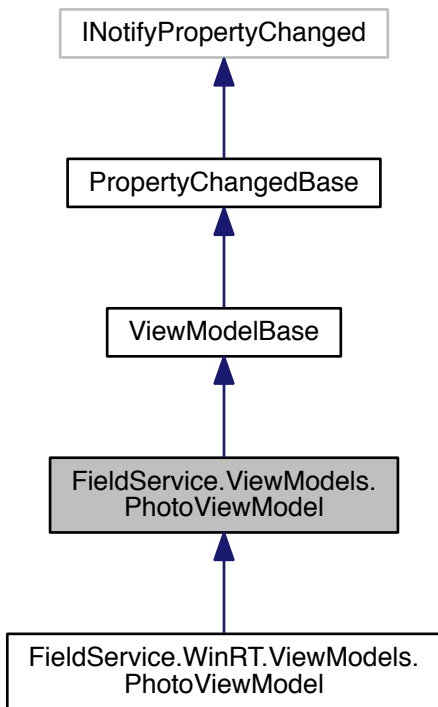 INotifyPropertyChanged
PropertyChangedBase
ViewModelBase
FieldService.ViewModels.
PhotoViewModel
FieldService.WinRT.ViewModels.
PhotoViewModel